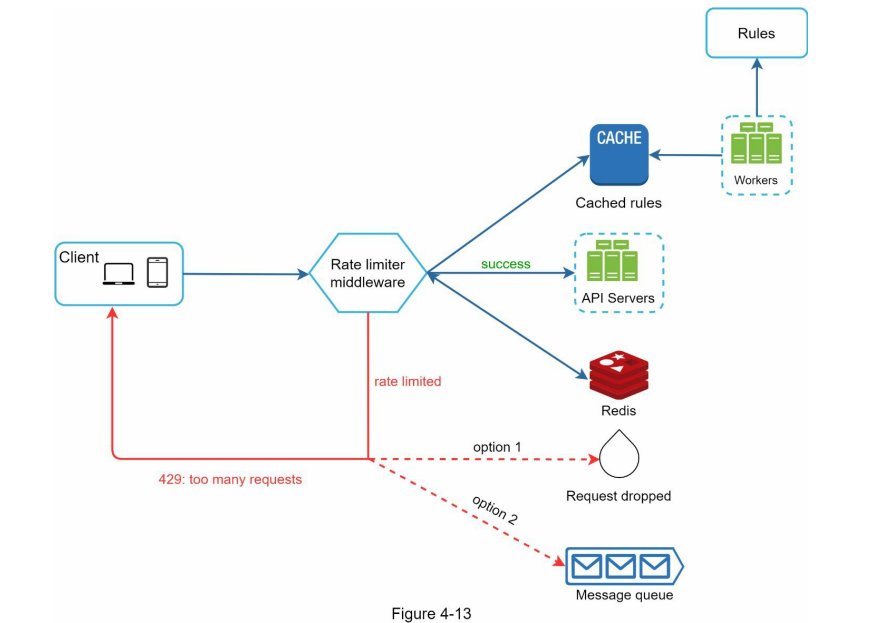 Rules
CACHE
Workers
Cached rules
Client
Rate limiter
middleware
success
API Servers
rate limited
Redis
option 1
429: too many requests
Request dropped
option 2
Message queue
Figure 4-13